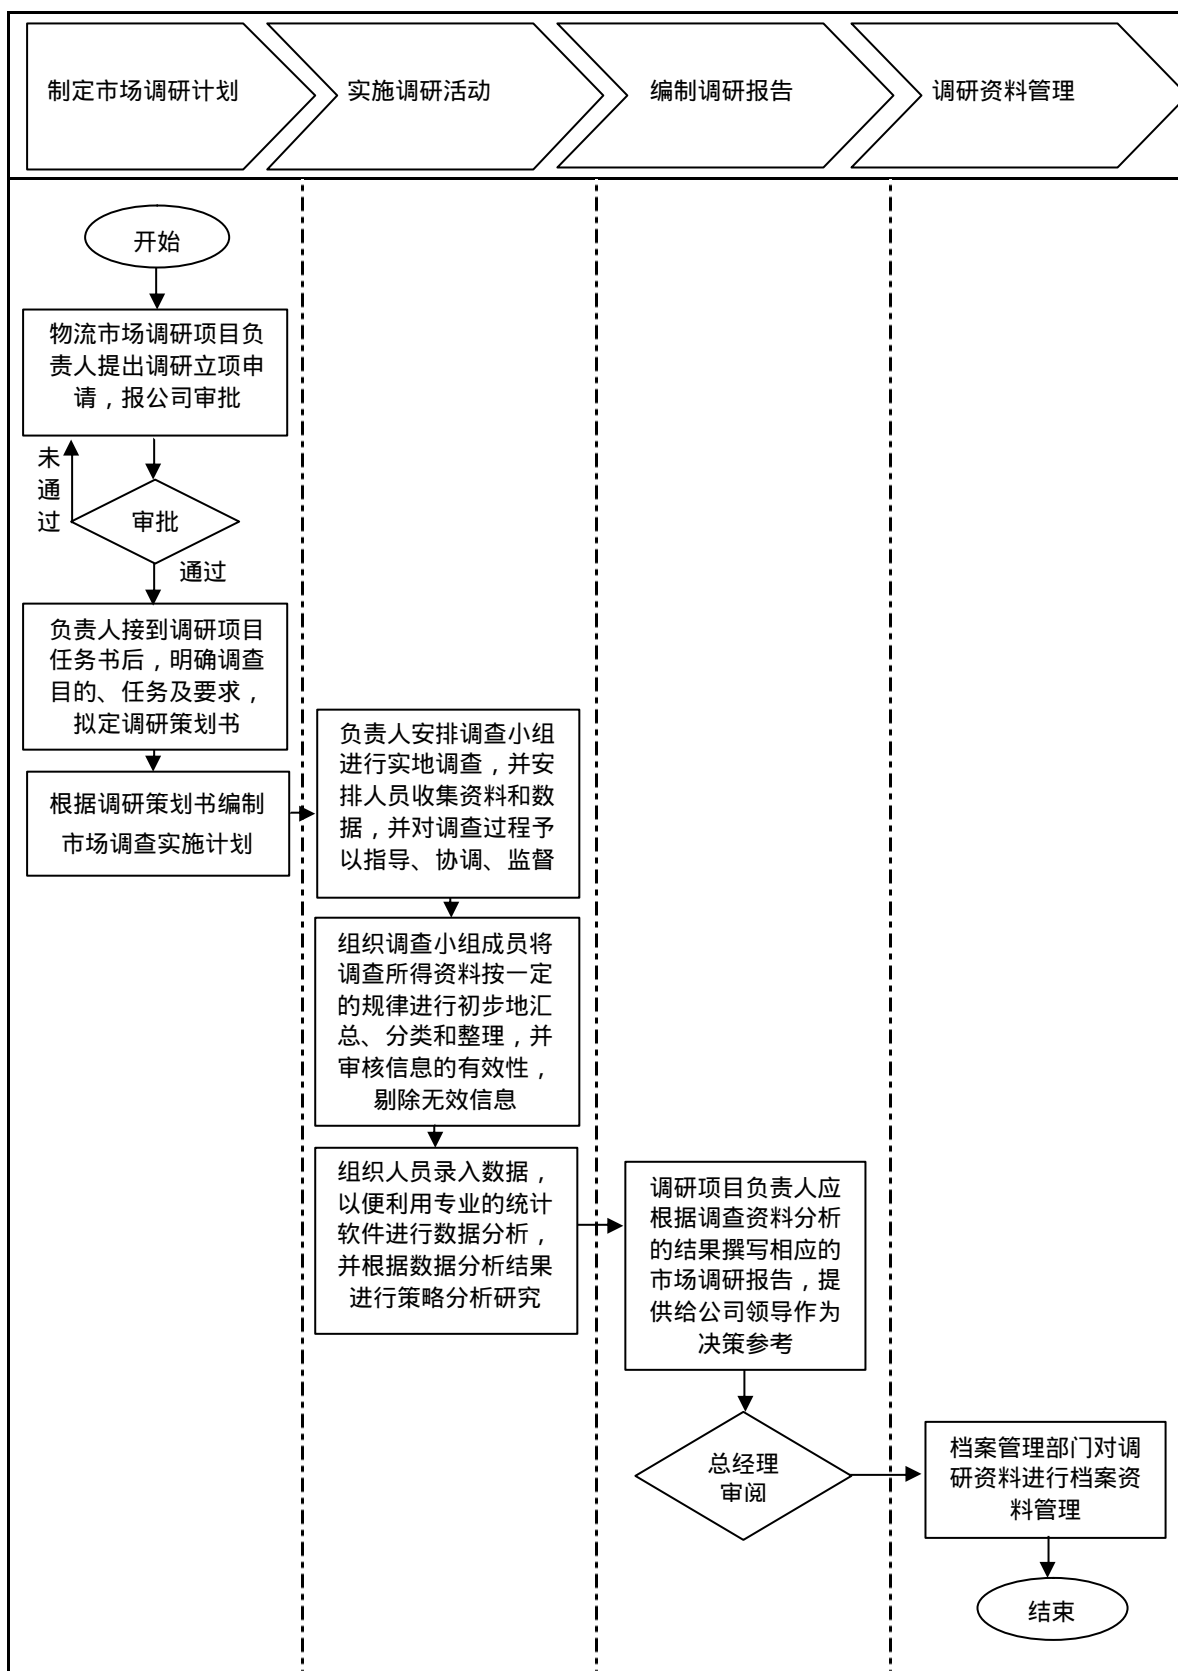 制定市场调研计划
实施调研活动
编制调研报告
调研资料管理
开始
物流市场调研项目负
责人提出调研立项申
请，报公司审批
未
通
过
审批
通过
负责人接到调研项目
任务书后，明确调查
目的、任务及要求，
拟定调研策划书
根据调研策划书编制
市场调查实施计划
负责人安排调查小组
进行实地调查，并安
排人员收集资料和数
据，并对调查过程予
以指导、协调、监督
组织调查小组成员将
调查所得资料按一定
的规律进行初步地汇
总、分类和整理，并
审核信息的有效性，
剔除无效信息
组织人员录入数据，
以便利用专业的统计
软件进行数据分析，
并根据数据分析结果
进行策略分析研究
调研项目负责人应
根据调查资料分析
的结果撰写相应的
市场调研报告，提
供给公司领导作为
决策参考
总经理
审阅
档案管理部门对调
研资料进行档案资
料管理
结束